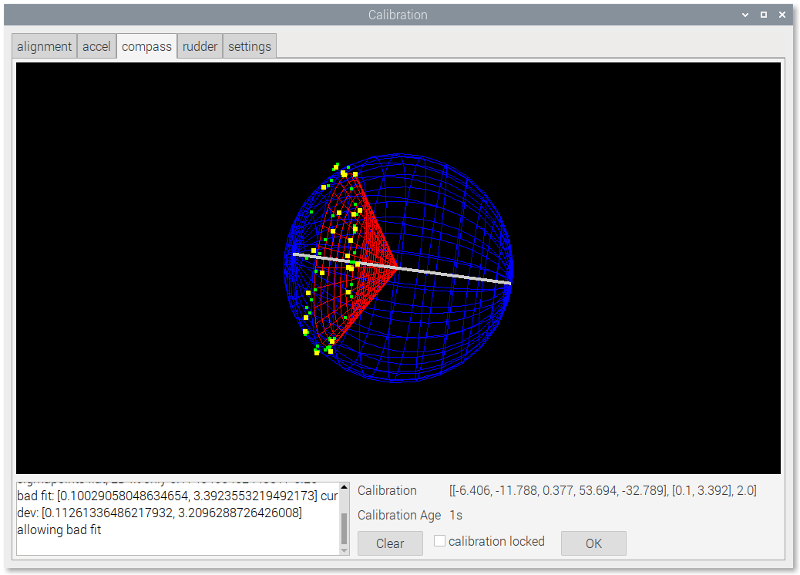 Calibration
alignment accel compass rudder settings
bad fit: [0.10029058048634654, 3.3923553219492173] cur
dev: [0.11261336486217932, 3.2096288726426008]
allowing bad fit
Calibration [[-6.406, -11.788, 0.377, 53.694, -32.789], [0.1, 3.392], 2.0]
Calibration Age 1s
Clear calibration locked OK